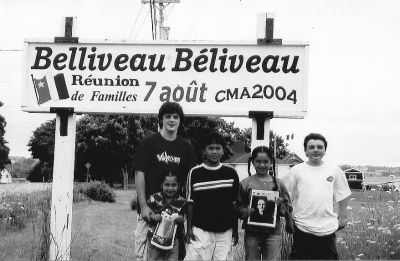 Belliveau Béliveau
Réunion
de Familles 7 août CMA2004